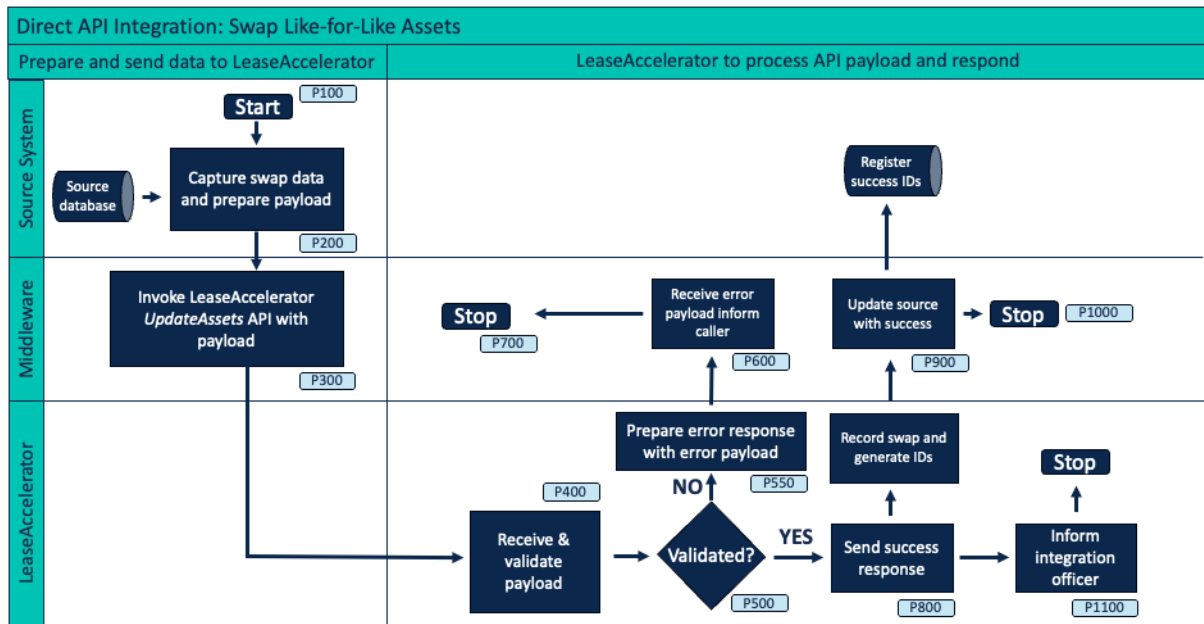 Direct API Integration: Swap Like-for-Like Assets
Prepare and send data to LeaseAccelerator
LeaseAccelerator to process API payload and respond
Source System
Start
P100
Source
database
Capture swap data
and prepare payload
P200
Register
success IDs
Middleware
Invoke LeaseAccelerator
UpdateAssets API with
payload
P300
Stop
P700
Receive error
payload inform
caller
P600
Update source
with success
P900
Stop
P1000
LeaseAccelerator
Prepare error response
with error payload
P550
Record swap and
generate IDs
Stop
P400
Receive &
validate
payload
NO
Validated?
P500
YES
Send success
response
P800
Inform
integration
officer
P1100